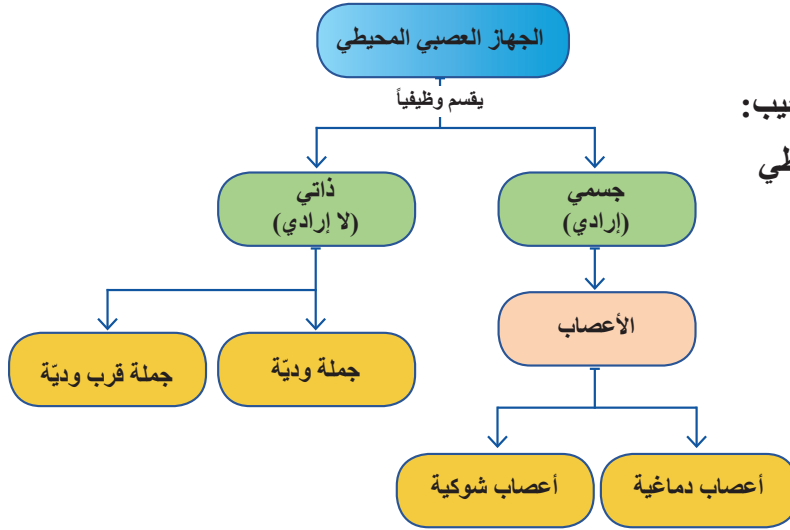 الجهاز العصبي المحيطي
يقسم وظيفياً
جسمي
(إرادي)
ذاتي
(لا إرادي)
الأعصاب
جملة وديّة
جملة قرب وديّة
أعصاب دماغية
أعصاب شوكية